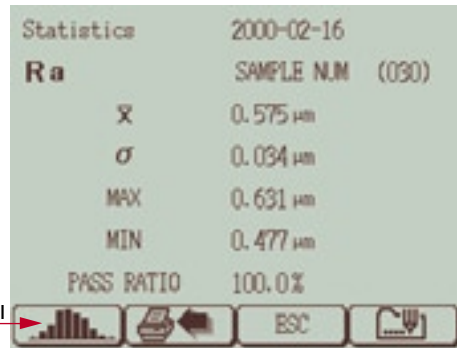 Statistics 2000-02-16
Ra SAMPLE NUM (030)
x̄ 0.575 µm
σ 0.034 µm
MAX 0.631 µm
MIN 0.477 µm
PASS RATIO 100.0%
ESC